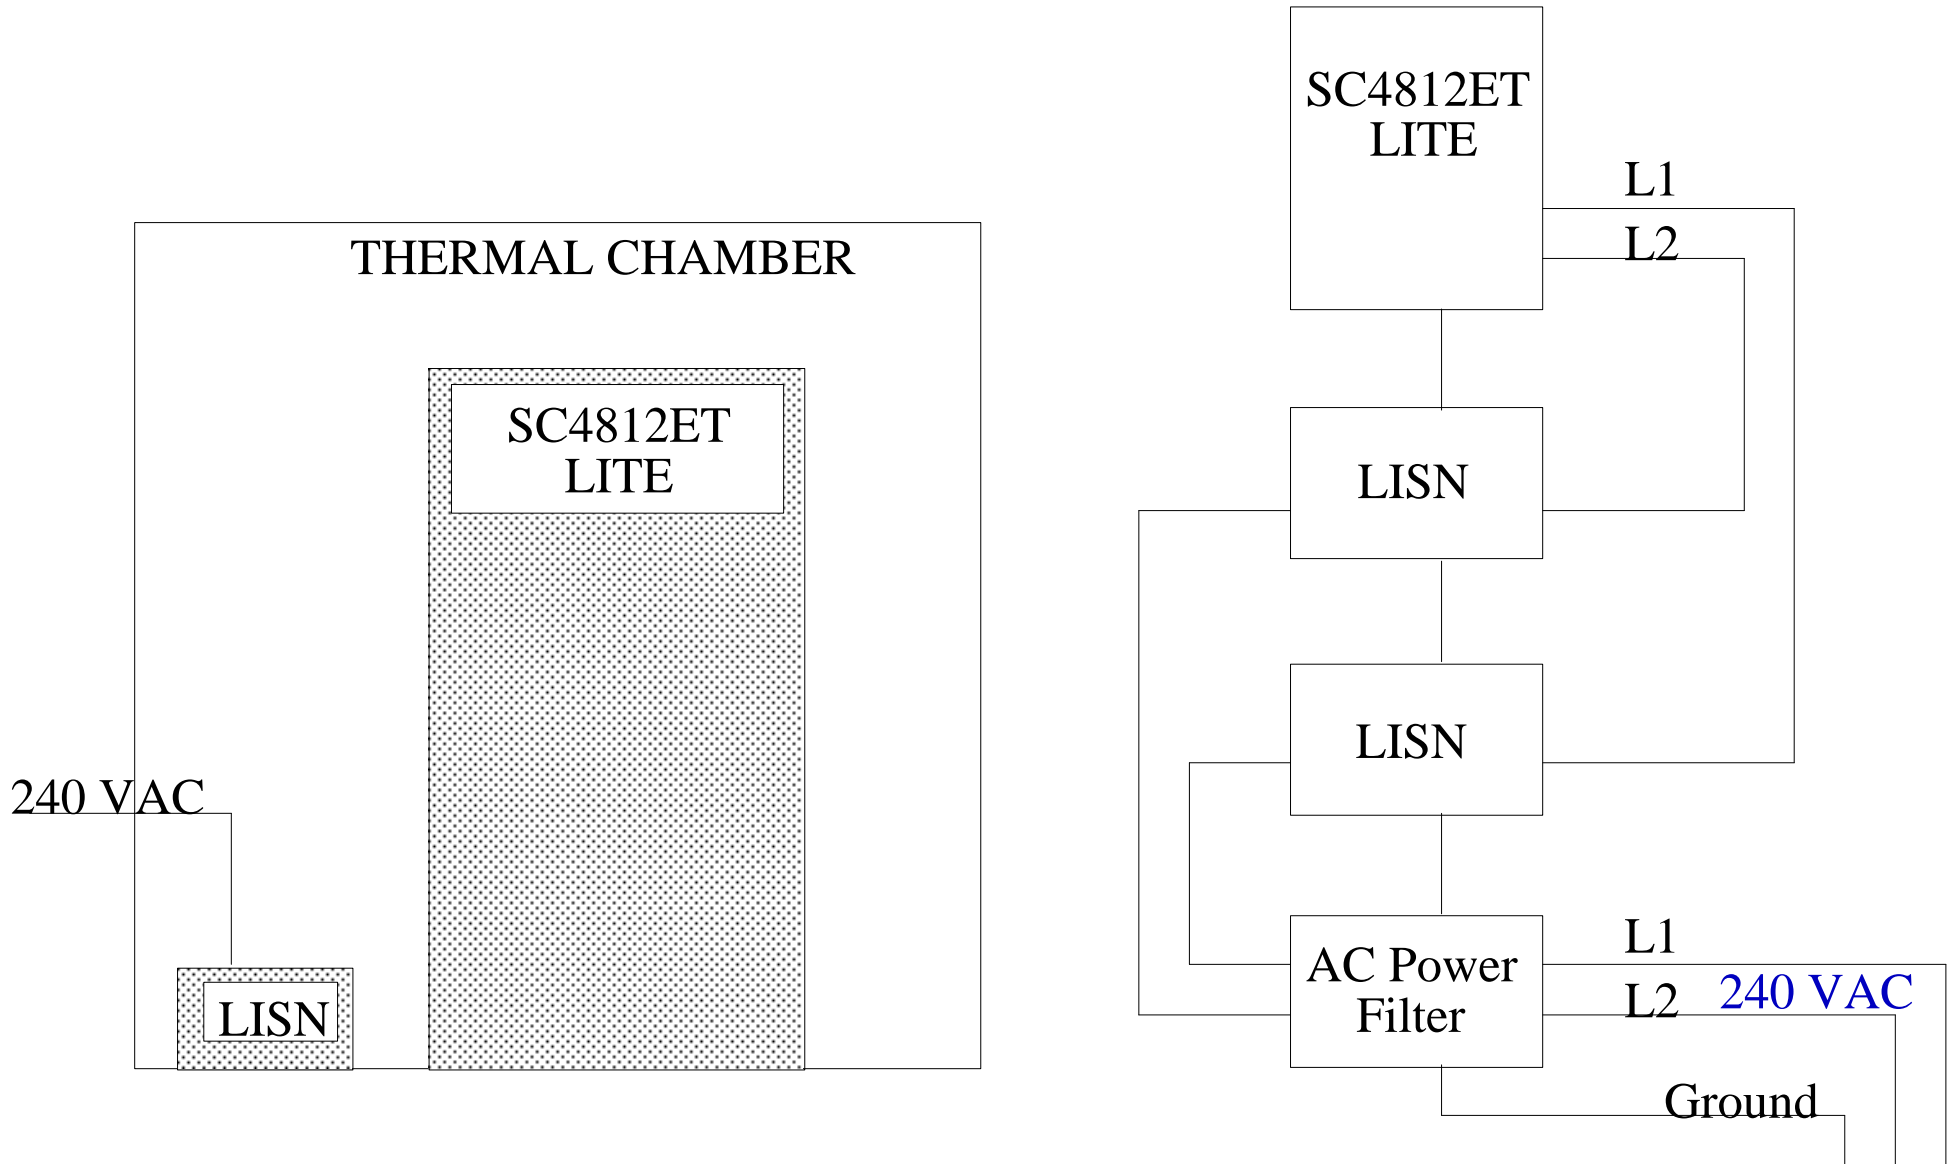 THERMAL CHAMBER
SC4812ET
LITE
240 VAC
LISN
SC4812ET
LITE
L1
L2
LISN
LISN
AC Power
Filter
L1
L2
240 VAC
Ground